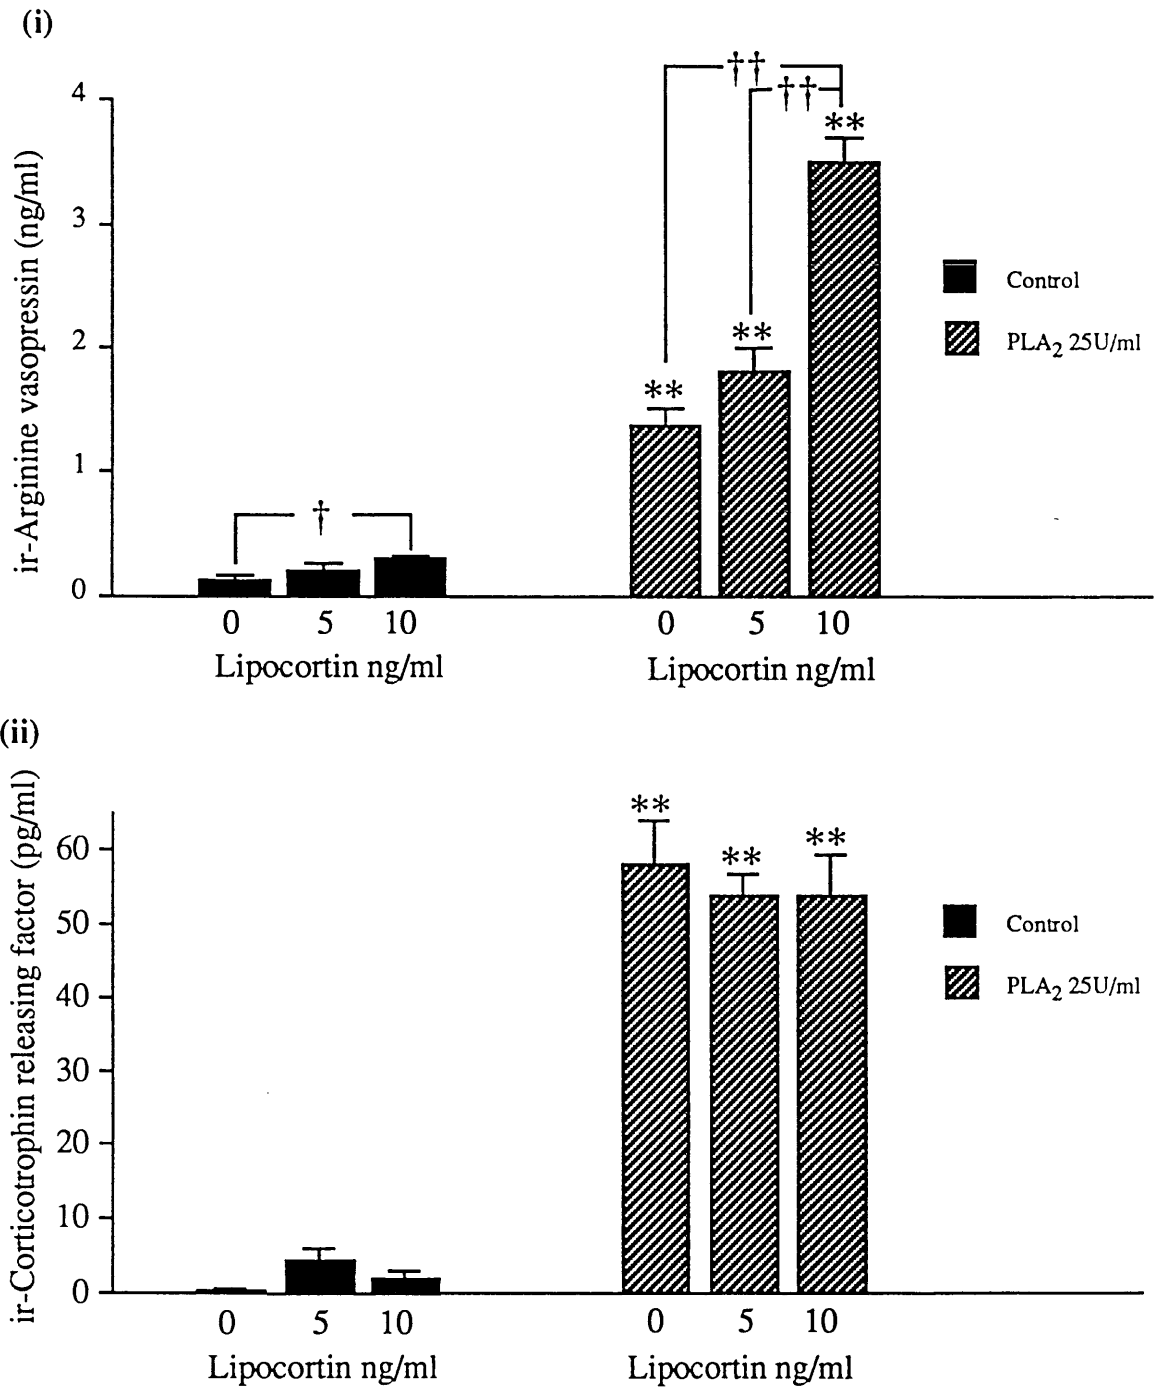 (i)
ir-Arginine vasopressin (ng/ml)
4
3
2
1
0
††
††
**
**
**
†
Control
PLA2 25U/ml
0 5 10 0 5 10
Lipocortin ng/ml Lipocortin ng/ml
(ii)
ir-Corticotrophin releasing factor (pg/ml)
60
50
40
30
20
10
0
**
**
**
Control
PLA2 25U/ml
0 5 10 0 5 10
Lipocortin ng/ml Lipocortin ng/ml